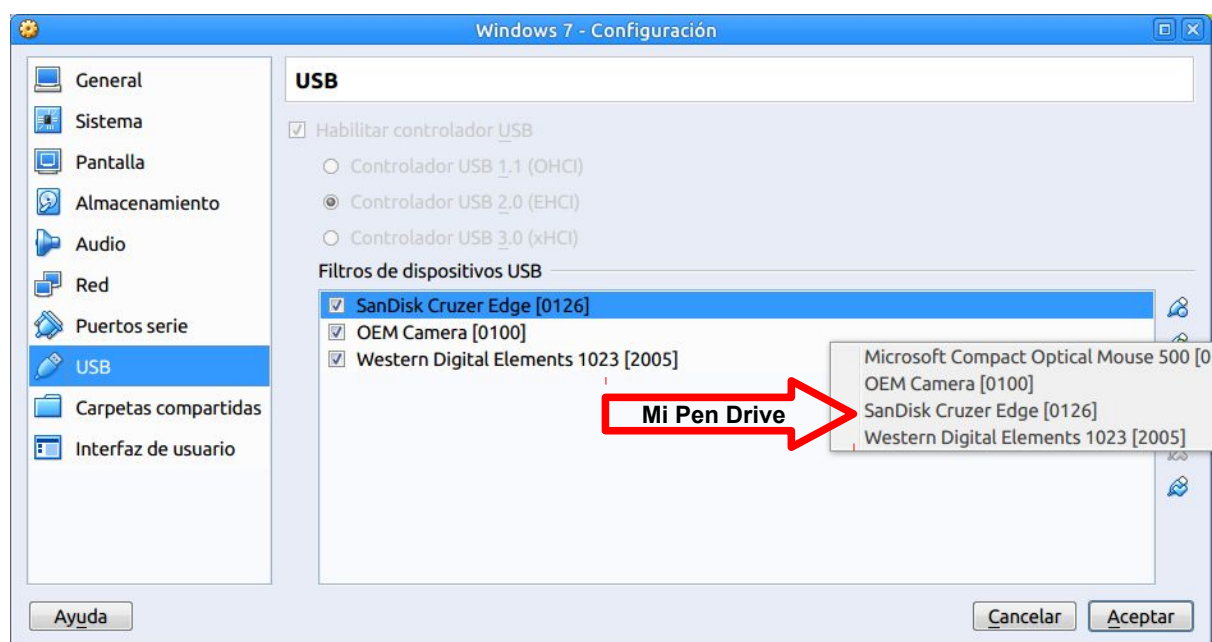 Windows 7 - Configuración
General
Sistema
Pantalla
Almacenamiento
Audio
Red
Puertos serie
USB
Carpetas compartidas
Interfaz de usuario
USB
Habilitar controlador USB
Controlador USB 1.1 (OHCI)
Controlador USB 2.0 (EHCI)
Controlador USB 3.0 (xHCI)
Filtros de dispositivos USB
SanDisk Cruzer Edge [0126]
OEM Camera [0100]
Western Digital Elements 1023 [2005]
Mi Pen Drive
Microsoft Compact Optical Mouse 500 [0
OEM Camera [0100]
SanDisk Cruzer Edge [0126]
Western Digital Elements 1023 [2005]
Ayuda
Cancelar
Aceptar